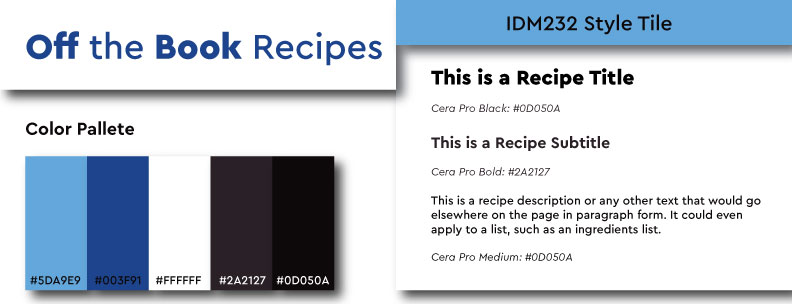 Off the Book Recipes
Color Pallete
#5DA9E9 #003F91 #FFFFFF #2A2127 #0D050A
IDM232 Style Tile
This is a Recipe Title
Cera Pro Black: #0D050A
This is a Recipe Subtitle
Cera Pro Bold: #2A2127
This is a recipe description or any other text that would go
elsewhere on the page in paragraph form. It could even
apply to a list, such as an ingredients list.
Cera Pro Medium: #0D050A